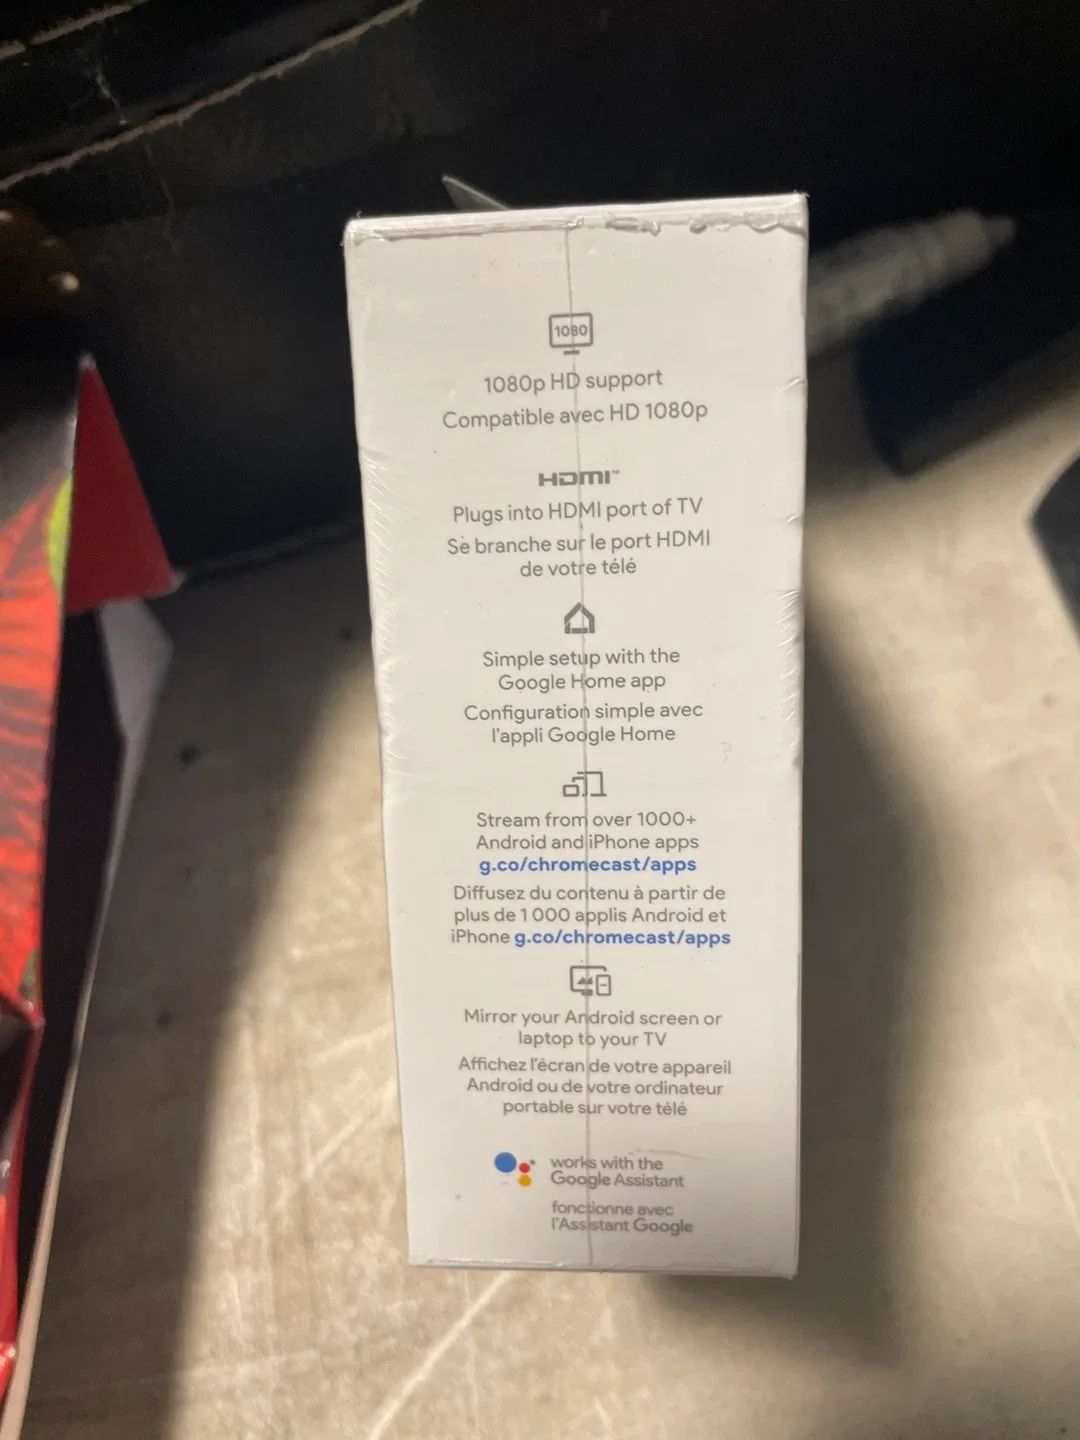 1080
1080p HD support
Compatible avec HD 1080p
HDMI™
Plugs into HDMI port of TV
Se branche sur le port HDMI
de votre télé
Simple setup with the
Google Home app
Configuration simple avec
l'appli Google Home
Stream from over 1000+
Android and iPhone apps
g.co/chromecast/apps
Diffusez du contenu à partir de
plus de 1 000 applis Android et
iPhone g.co/chromecast/apps
Mirror your Android screen or
laptop to your TV
Affichez l'écran de votre appareil
Android ou de votre ordinateur
portable sur votre télé
works with the
Google Assistant
fonctionne avec
l'Assistant Google